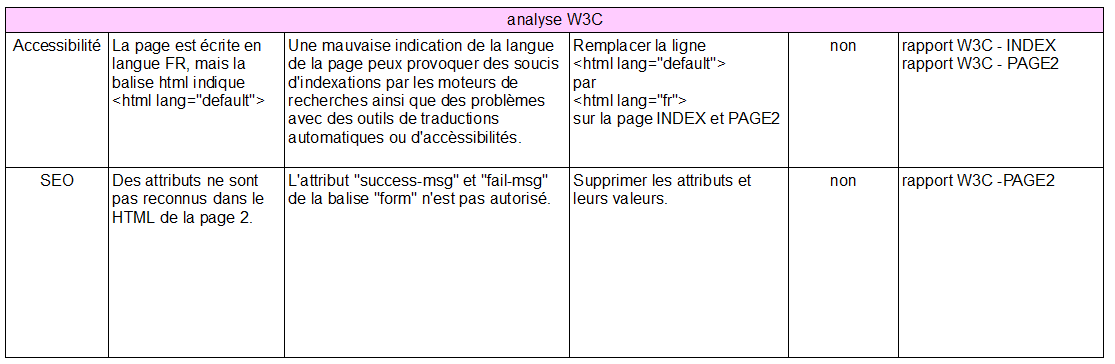 analyse W3C
Accessibilité
La page est écrite en
langue FR, mais la
balise html indique
<html lang="default">
Une mauvaise indication de la langue
de la page peux provoquer des soucis
d'indexations par les moteurs de
recherches ainsi que des problèmes
avec des outils de traductions
automatiques ou d'accèssibilités.
Remplacer la ligne
<html lang="default">
par
<html lang="fr">
sur la page INDEX et PAGE2
non
rapport W3C - INDEX
rapport W3C - PAGE2
SEO
Des attributs ne sont
pas reconnus dans le
HTML de la page 2.
L'attribut "success-msg" et "fail-msg"
de la balise "form" n'est pas autorisé.
Supprimer les attributs et
leurs valeurs.
non
rapport W3C -PAGE2